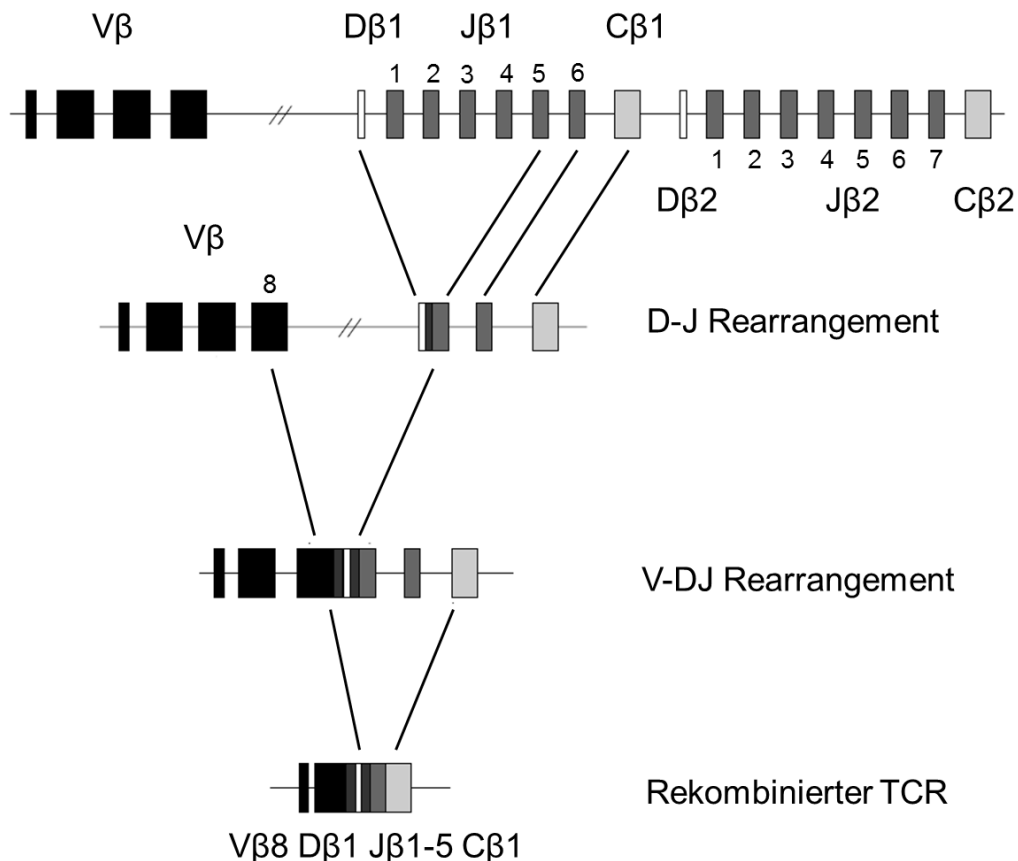 Vβ Dβ1 Jβ1 Cβ1
1 2 3 4 5 6
1 2 3 4 5 6 7
Dβ2 Jβ2 Cβ2
Vβ
8
D-J Rearrangement
V-DJ Rearrangement
Rekombinierter TCR
Vβ8 Dβ1 Jβ1-5 Cβ1